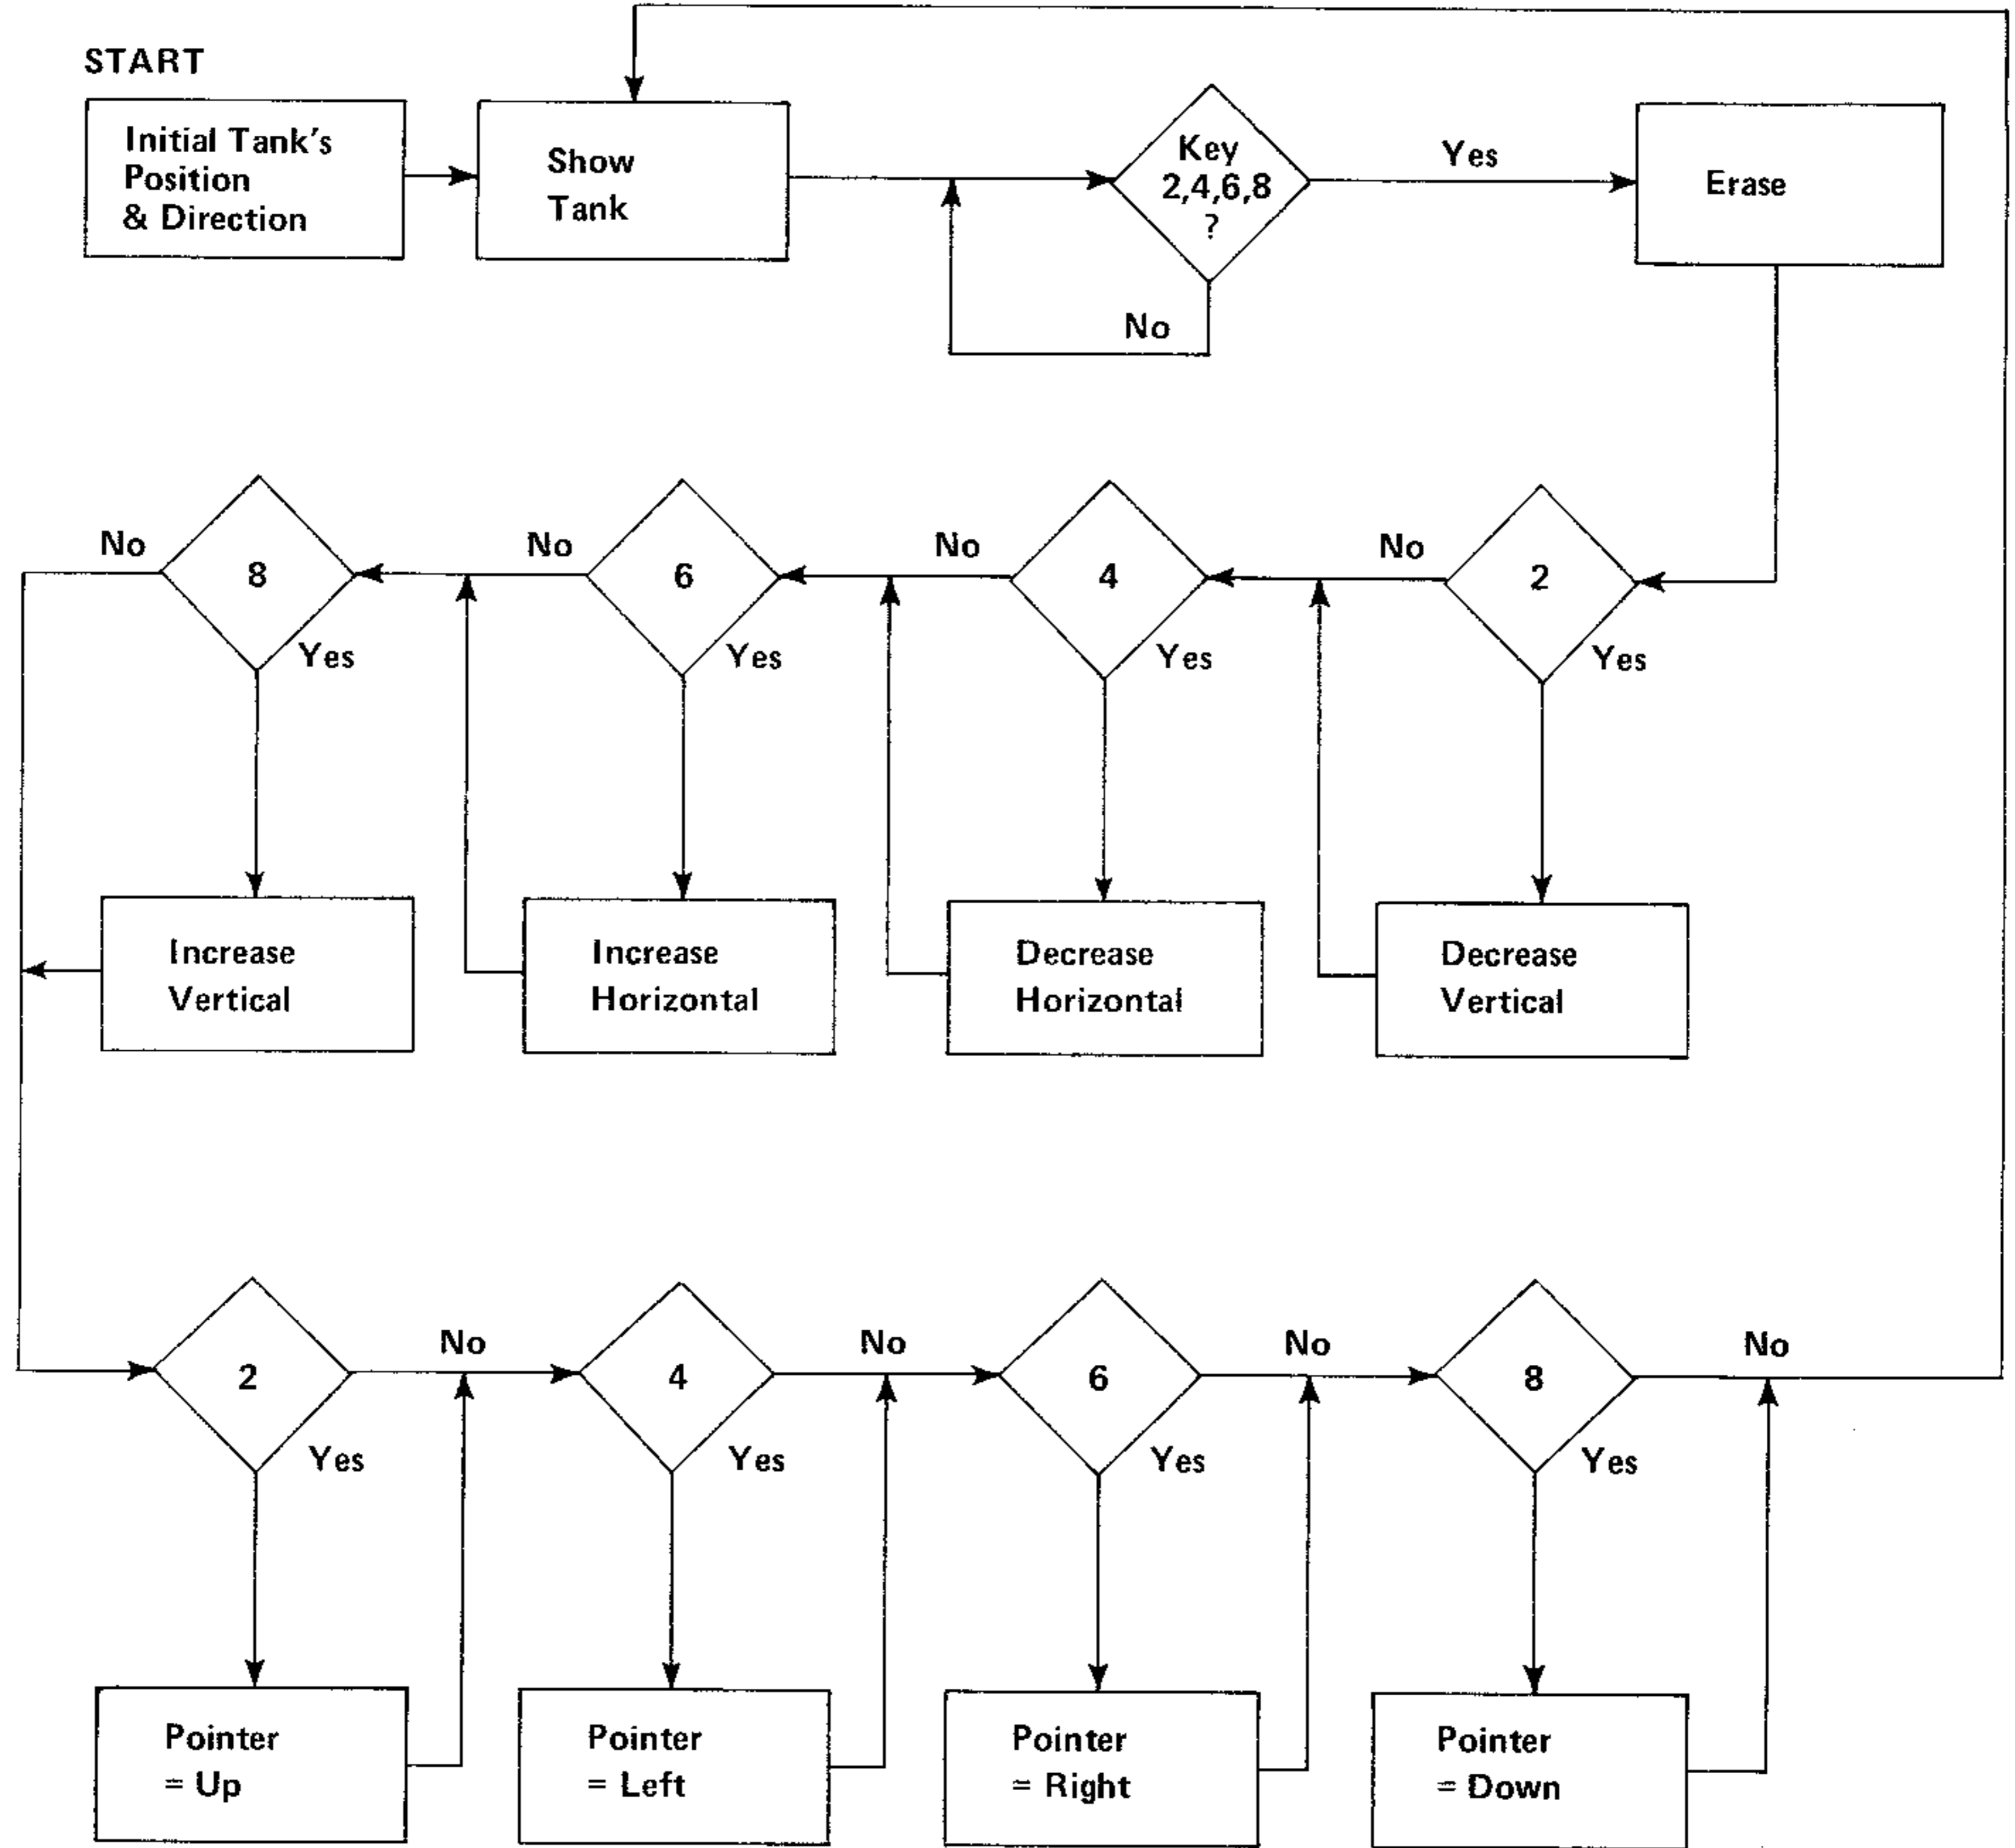 START
Initial Tank's
Position
& Direction
Show
Tank
Key
2,4,6,8
?
Yes
No
Erase
No
8
Yes
No
6
Yes
No
4
Yes
No
2
Yes
Increase
Vertical
Increase
Horizontal
Decrease
Horizontal
Decrease
Vertical
2
No
Yes
4
No
Yes
6
No
Yes
8
No
Yes
Pointer
= Up
Pointer
= Left
Pointer
= Right
Pointer
= Down